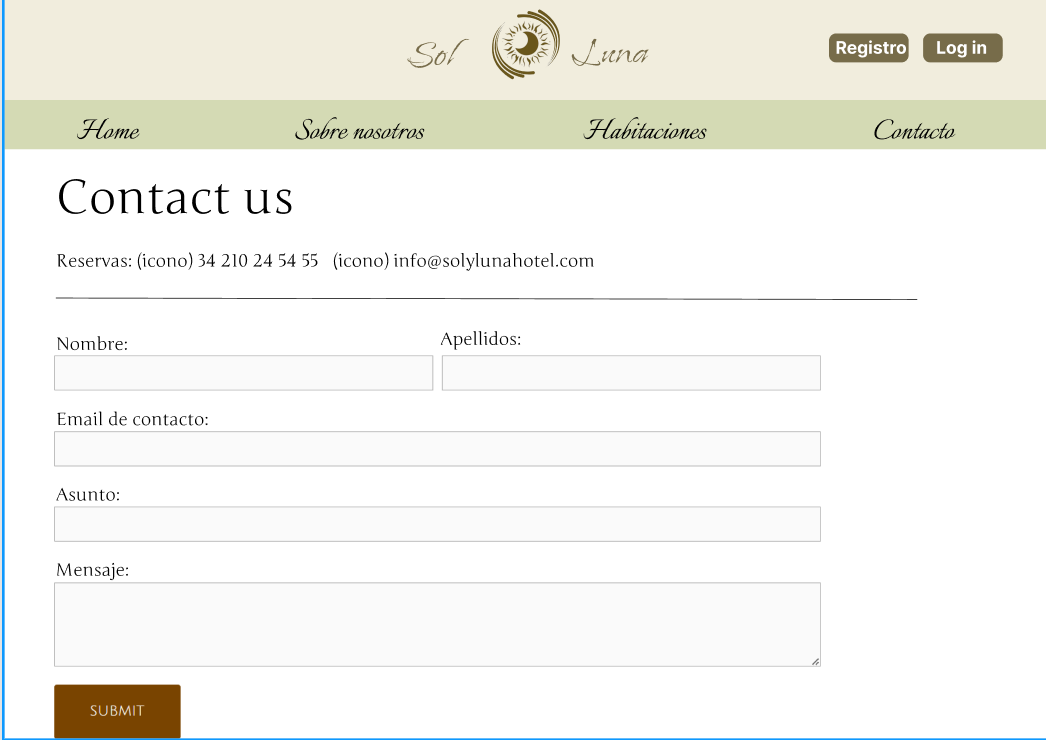 Sol Luna
Registro Log in
Home Sobre nosotros Habitaciones Contacto
Contact us
Reservas: (icono) 34 210 24 54 55 (icono) info@solylunahotel.com
Nombre: Apellidos:
Email de contacto:
Asunto:
Mensaje:
SUBMIT